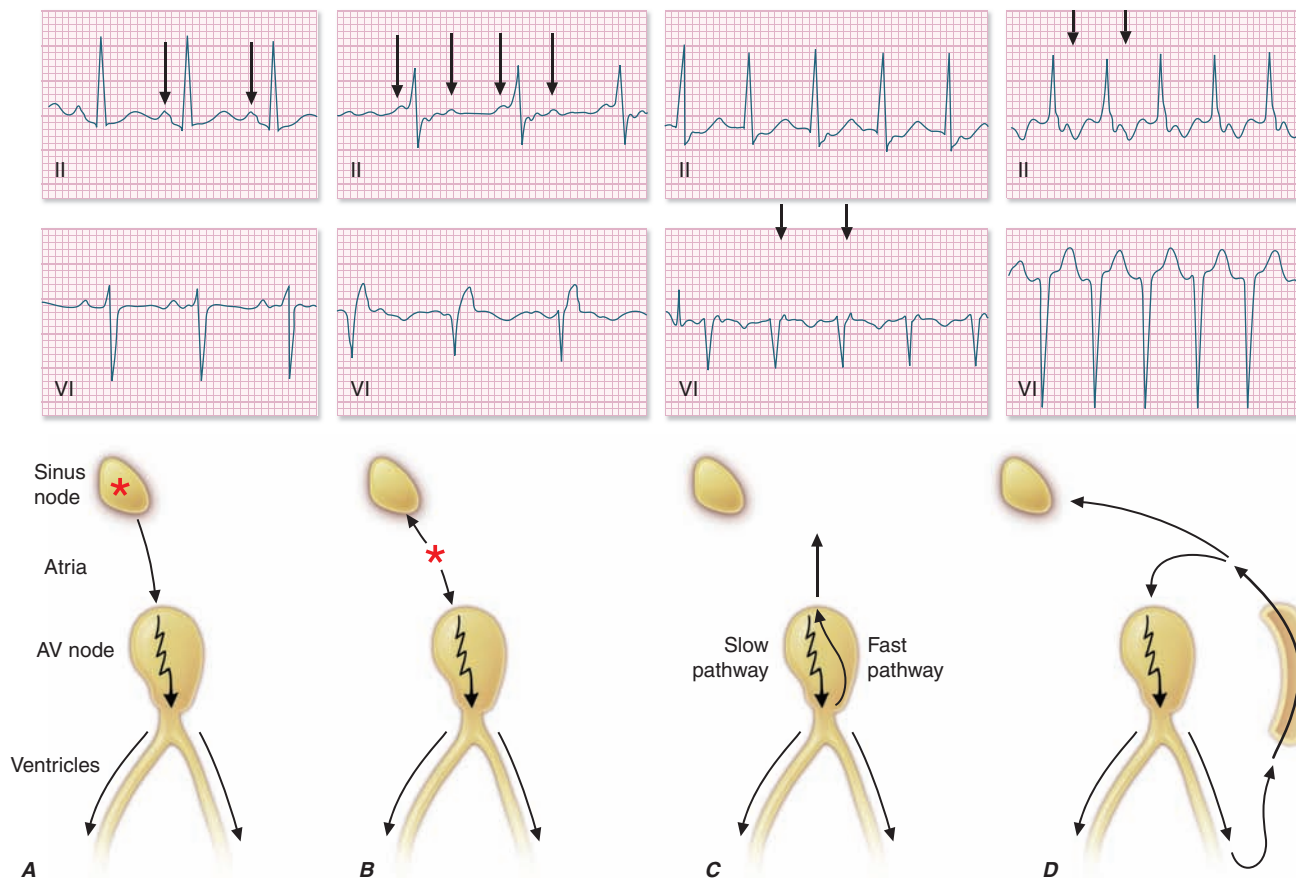 II
II
II
II
VI
VI
VI
VI
Sinus
node
*
*
Atria
AV node
Slow
pathway
Fast
pathway
Ventricles
A
B
C
D